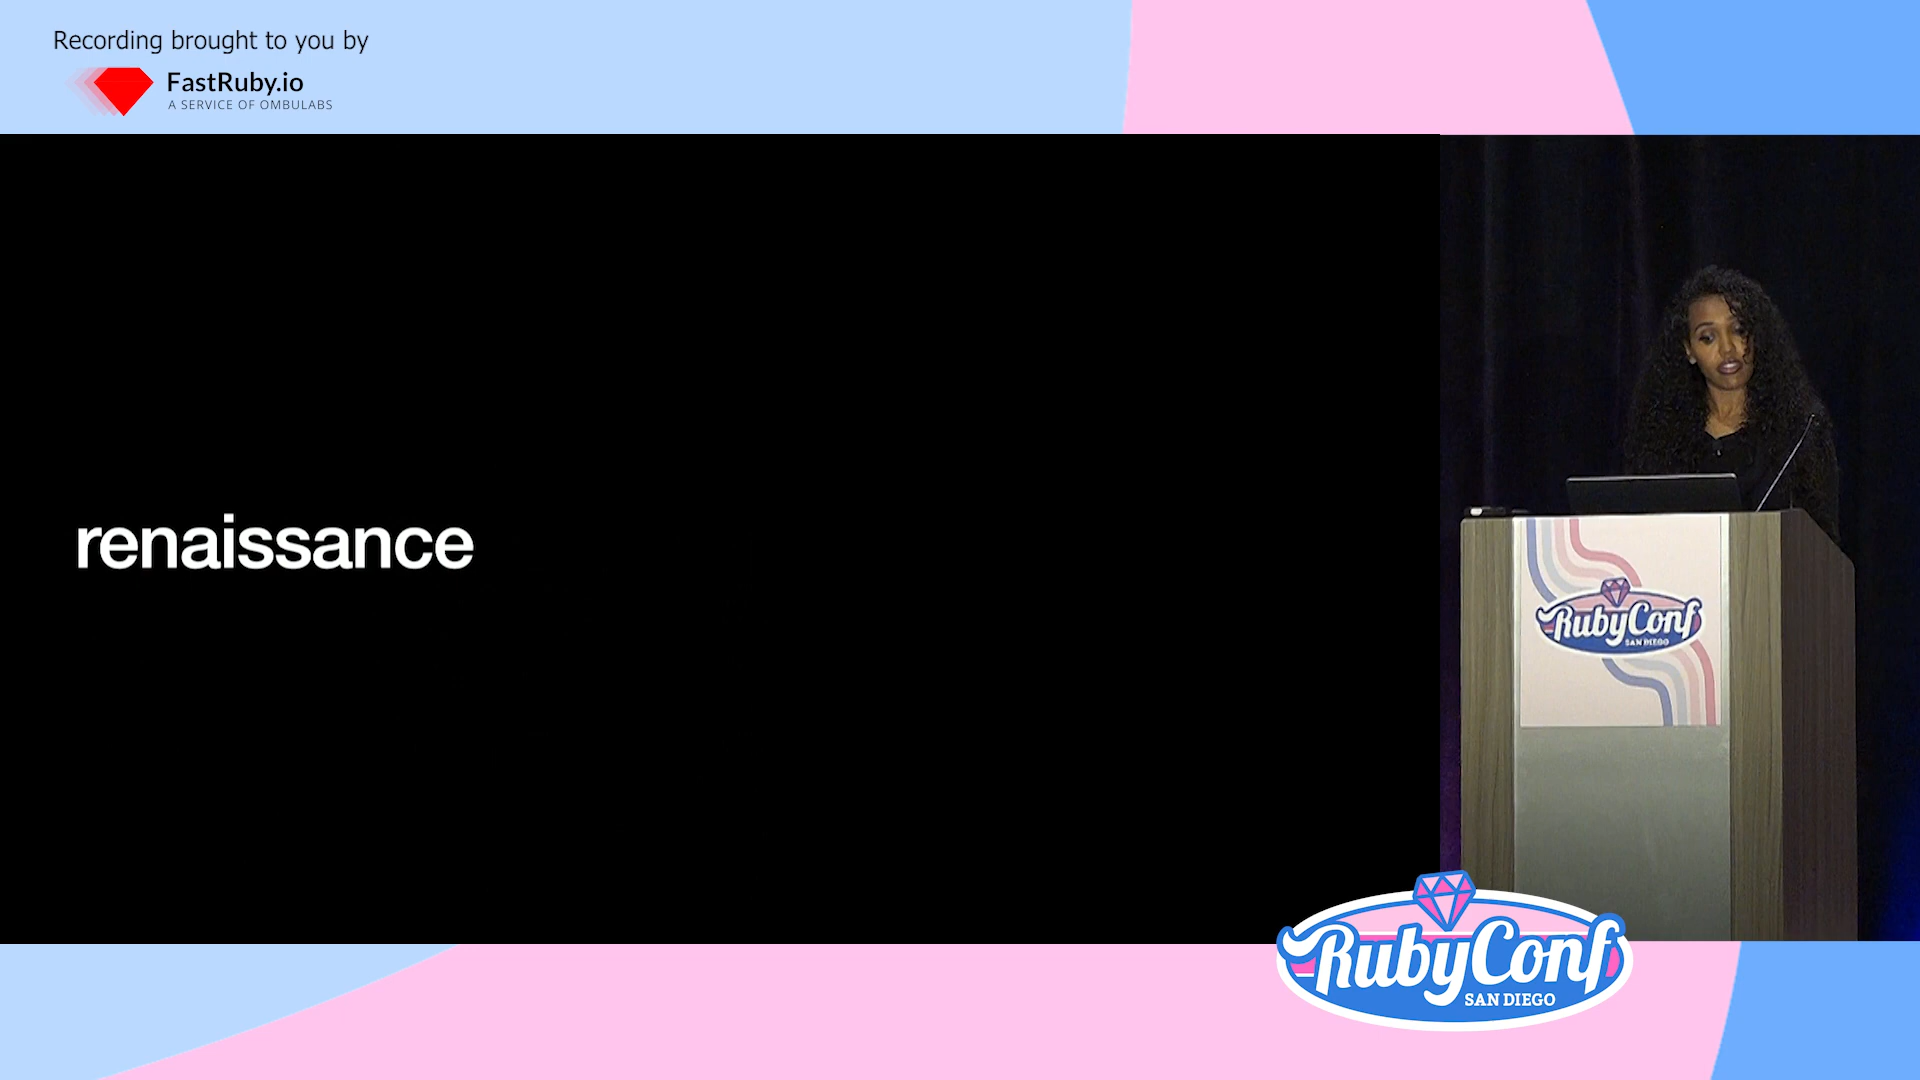 Recording brought to you by
FastRuby.io
A SERVICE OF OMBULABS
renaissance
RubyConf
SAN DIEGO
RubyConf
SAN DIEGO